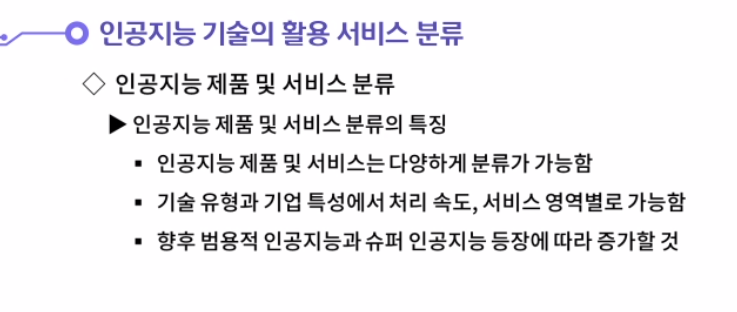 인공지능 기술의 활용 서비스 분류
◇ 인공지능 제품 및 서비스 분류
▶ 인공지능 제품 및 서비스 분류의 특징
▪ 인공지능 제품 및 서비스는 다양하게 분류가 가능함
▪ 기술 유형과 기업 특성에서 처리 속도, 서비스 영역별로 가능함
▪ 향후 범용적 인공지능과 슈퍼 인공지능 등장에 따라 증가할 것